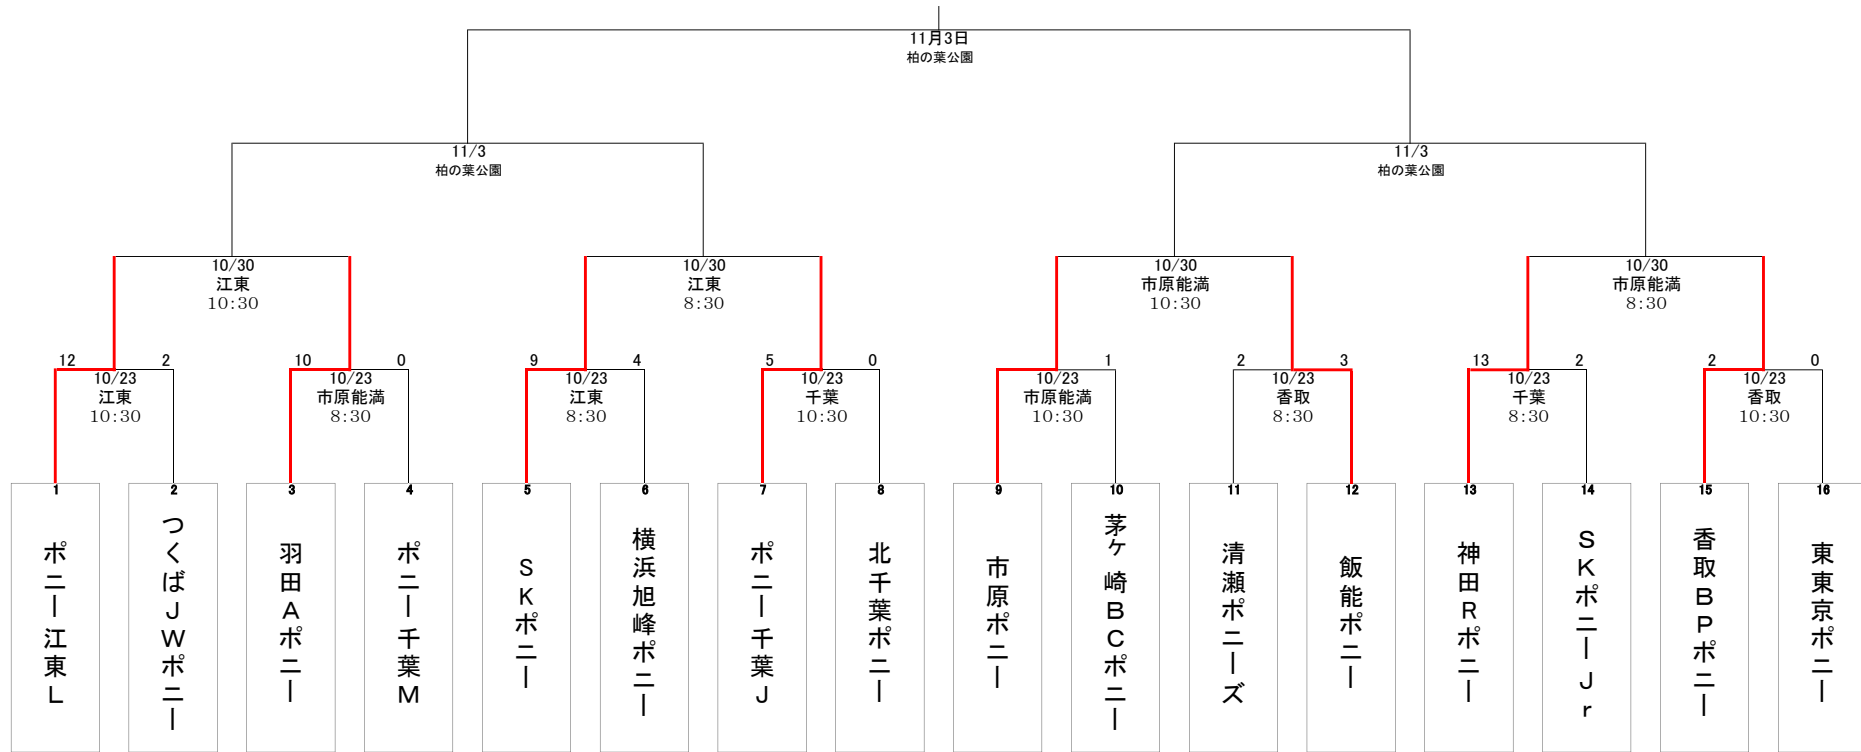 11月3日
柏の葉公園
11/3
柏の葉公園
11/3
柏の葉公園
10/30
江東
10:30
10/30
江東
8:30
10/30
市原能満
10:30
10/30
市原能満
8:30
12 2
10/23
江東
10:30
10 0
10/23
市原能満
8:30
9 4
10/23
江東
8:30
5 0
10/23
千葉
10:30
1
10/23
市原能満
10:30
2 3
10/23
香取
8:30
13 2
10/23
千葉
8:30
2 0
10/23
香取
10:30
1
ポニー江東L
2
つくばJWポニー
3
羽田Aポニー
4
ポニー千葉M
5
SKポニー
6
横浜旭峰ポニー
7
ポニー千葉J
8
北千葉ポニー
9
市原ポニー
10
茅ケ崎BCポニー
11
清瀬ポニーズ
12
飯能ポニー
13
神田Rポニー
14
SKポニーJr
15
香取BPポニー
16
東東京ポニー